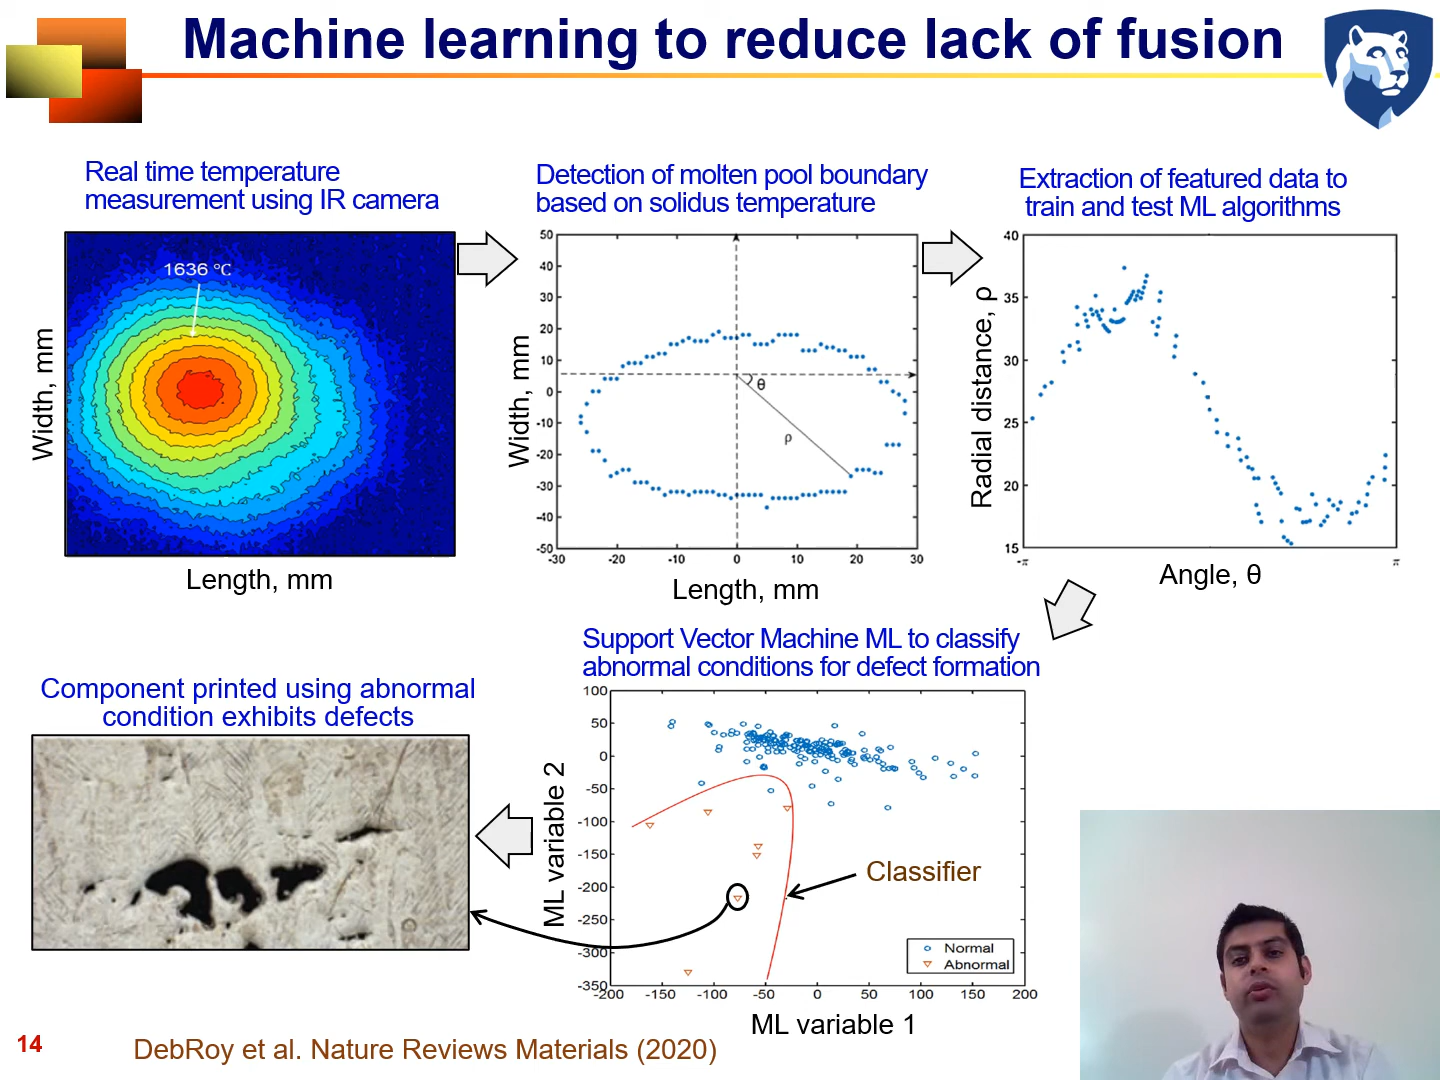 Machine learning to reduce lack of fusion
Real time temperature
measurement using IR camera
1636 °C
Width, mm
Length, mm
Detection of molten pool boundary
based on solidus temperature
50
40
30
20
10
0
-10
-20
-30
-40
-50
-30
-20
-10
0
10
20
30
θ
ρ
Width, mm
Length, mm
Extraction of featured data to
train and test ML algorithms
40
35
30
25
20
15
-π
π
Radial distance, ρ
Angle, θ
Support Vector Machine ML to classify
abnormal conditions for defect formation
100
50
0
-50
-100
-150
-200
-250
-300
-350
-200
-150
-100
-50
0
50
100
150
200
ML variable 2
ML variable 1
Classifier
Normal
Abnormal
Component printed using abnormal
condition exhibits defects
14
DebRoy et al. Nature Reviews Materials (2020)